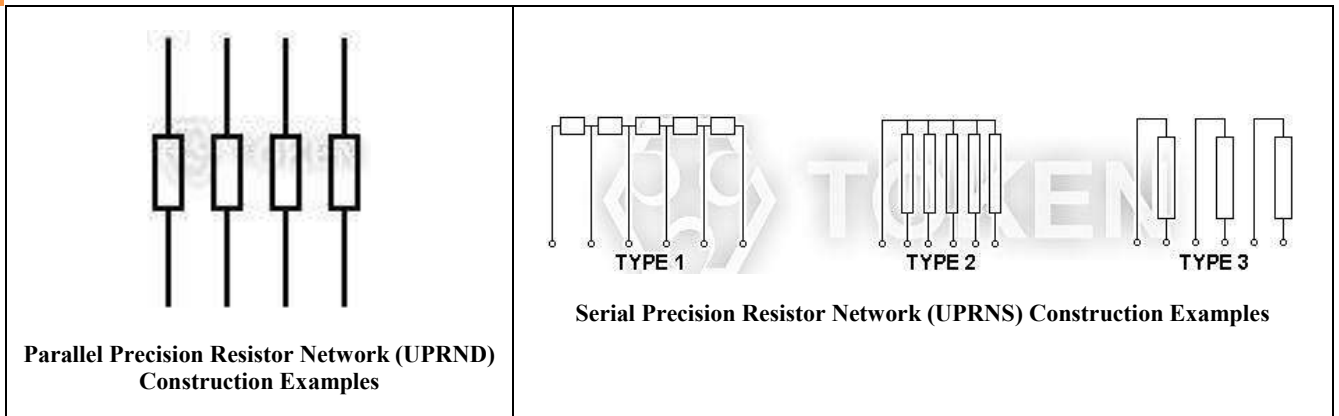 Parallel Precision Resistor Network (UPRND)
Construction Examples
TOKEN
TYPE 1
TYPE 2
TYPE 3
Serial Precision Resistor Network (UPRNS) Construction Examples